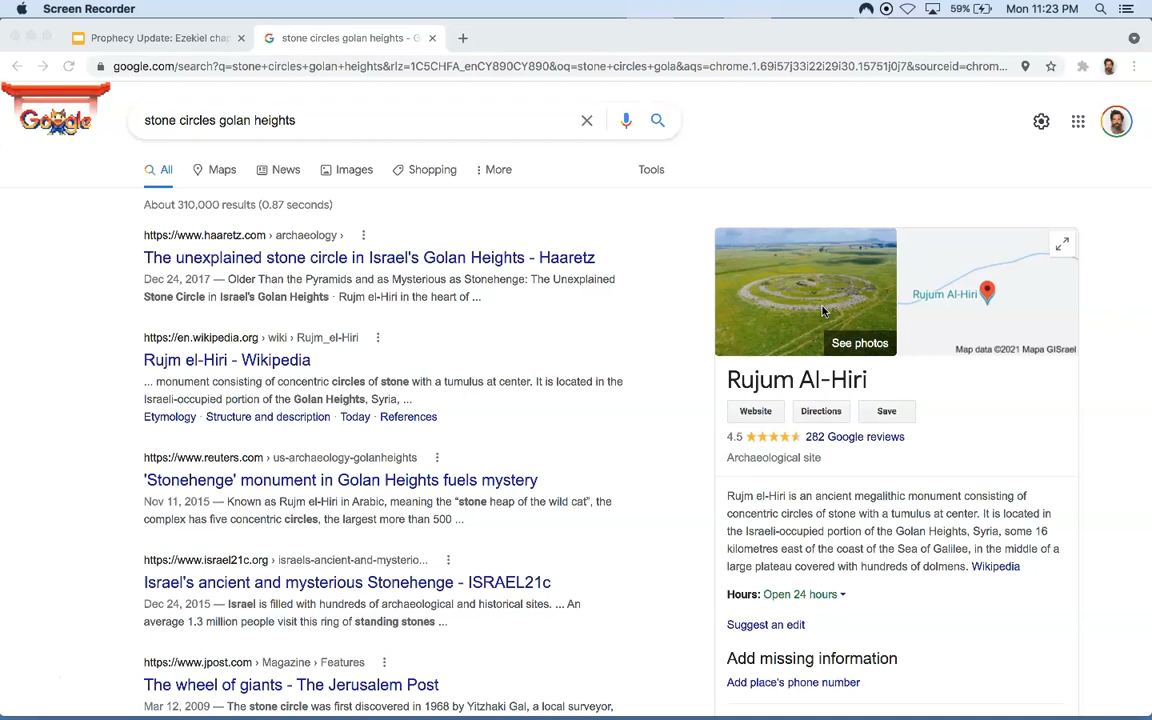 Screen Recorder
59%
Mon 11:23 PM
Prophecy Update: Ezekiel chap
stone circles golan heights - G
google.com/search?q=stone+circles+golan+heights&rlz=1C5CHFA_enCY890CY890&oq=stone+circles+gola&aqs=chrome.1.69i57j33i22i29i30.15751j0j7&sourceid=chrom...
Google
stone circles golan heights
All
Maps
News
Images
Shopping
More
Tools
About 310,000 results (0.87 seconds)
https://www.haaretz.com › archaeology ›
The unexplained stone circle in Israel's Golan Heights - Haaretz
Dec 24, 2017 — Older Than the Pyramids and as Mysterious as Stonehenge: The Unexplained
Stone Circle in Israel's Golan Heights · Rujm el-Hiri in the heart of ...
https://en.wikipedia.org › wiki › Rujm_el-Hiri
Rujm el-Hiri - Wikipedia
... monument consisting of concentric circles of stone with a tumulus at center. It is located in the
Israeli-occupied portion of the Golan Heights, Syria, ...
Etymology · Structure and description · Today · References
https://www.reuters.com › us-archaeology-golanheights
'Stonehenge' monument in Golan Heights fuels mystery
Nov 11, 2015 — Known as Rujm el-Hiri in Arabic, meaning the “stone heap of the wild cat”, the
complex has five concentric circles, the largest more than 500 ...
https://www.israel21c.org › israels-ancient-and-mysterio...
Israel's ancient and mysterious Stonehenge - ISRAEL21c
Dec 24, 2015 — Israel is filled with hundreds of archaeological and historical sites. ... An
average 1.3 million people visit this ring of standing stones ...
https://www.jpost.com › Magazine › Features
The wheel of giants - The Jerusalem Post
Mar 12, 2009 — The stone circle was first discovered in 1968 by Yitzhaki Gal, a local surveyor,
See photos
Rujum Al-Hiri
Map data ©2021 Mapa GISrael
Rujum Al-Hiri
Website
Directions
Save
4.5
282 Google reviews
Archaeological site
Rujm el-Hiri is an ancient megalithic monument consisting of
concentric circles of stone with a tumulus at center. It is located in
the Israeli-occupied portion of the Golan Heights, Syria, some 16
kilometres east of the coast of the Sea of Galilee, in the middle of a
large plateau covered with hundreds of dolmens. Wikipedia
Hours: Open 24 hours
Suggest an edit
Add missing information
Add place's phone number